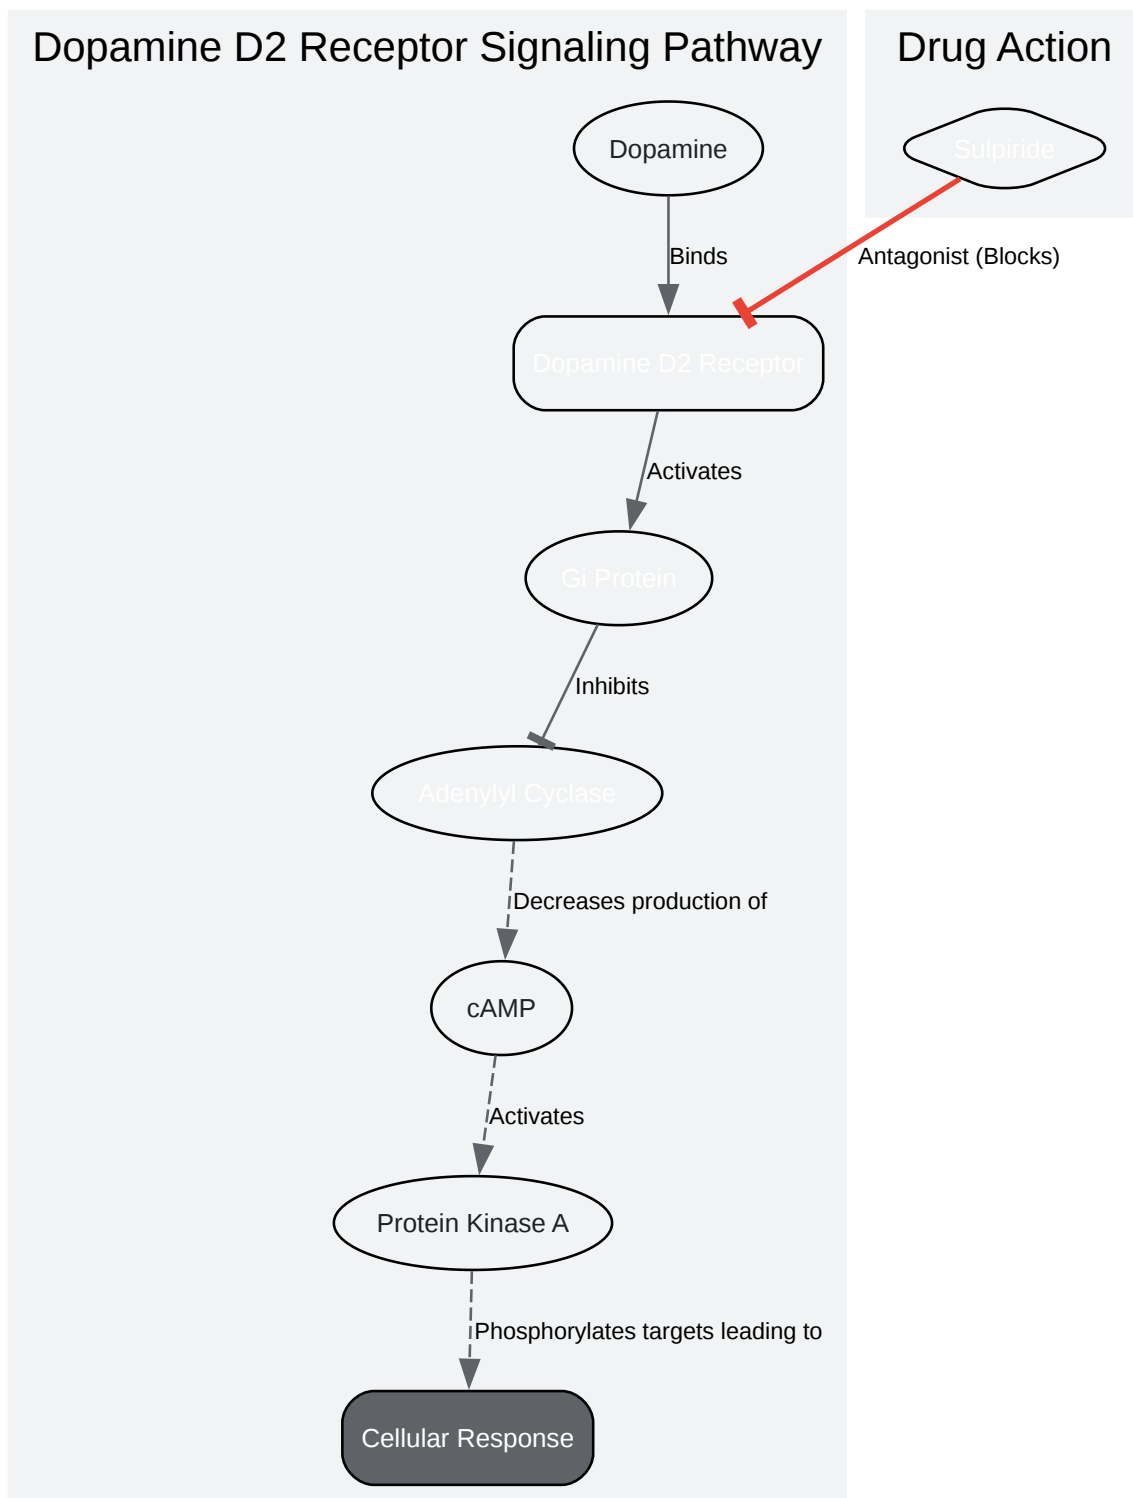 Dopamine D2 Receptor Signaling Pathway
Drug Action
Dopamine
Sulpiride
Binds
Antagonist (Blocks)
Dopamine D2 Receptor
Activates
Gi Protein
Inhibits
Adenylyl Cyclase
Decreases production of
cAMP
Activates
Protein Kinase A
Phosphorylates targets leading to
Cellular Response